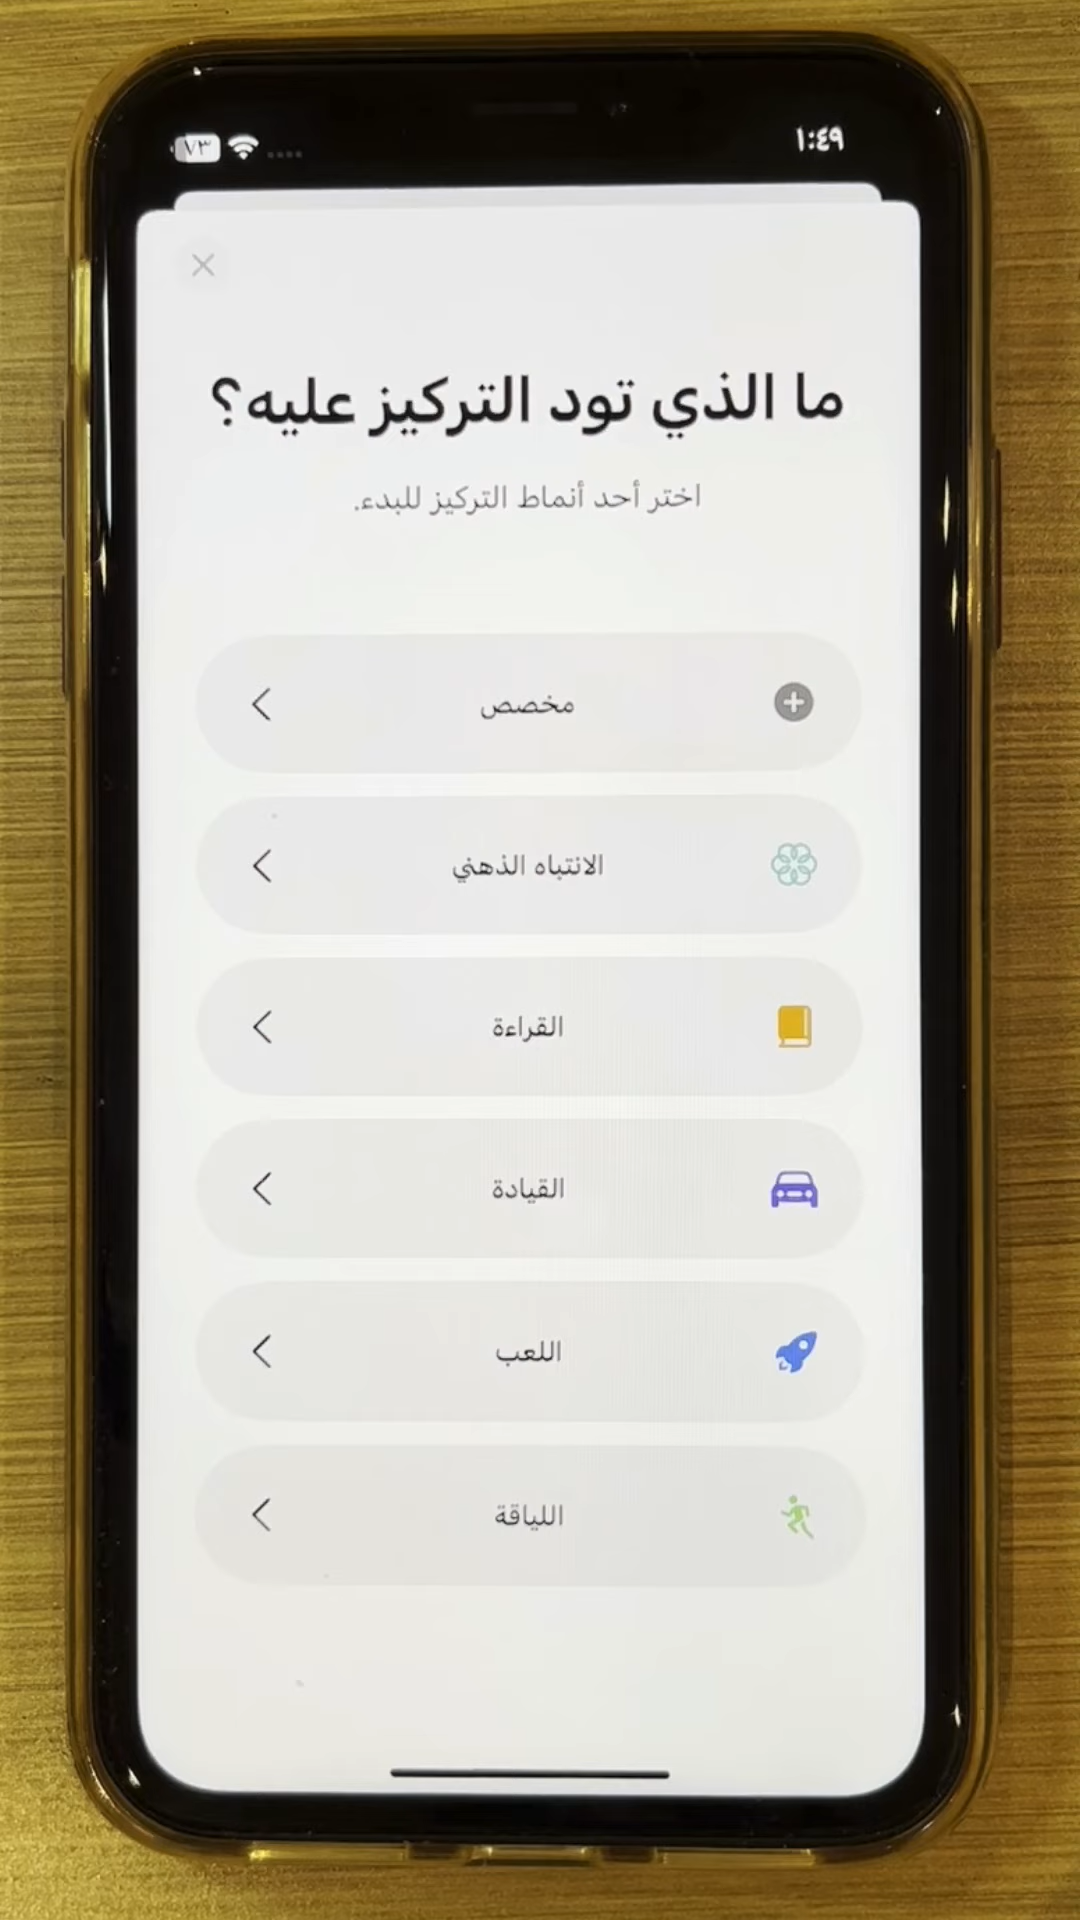 ١:٤٩
٧٣
ما الذي تود التركيز عليه؟
اختر أحد أنماط التركيز للبدء.
مخصص
الانتباه الذهني
القراءة
القيادة
اللعب
اللياقة